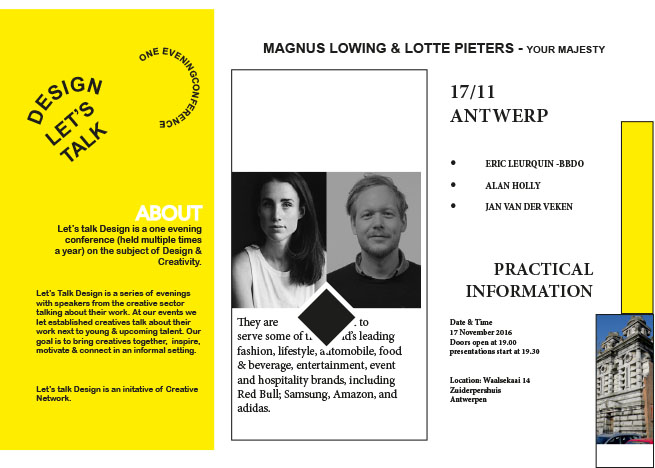 DESIGN
LET'S
TALK
ONE EVENINGCONFERENCE
ABOUT
Let's talk Design is a one evening
conference (held multiple times
a year) on the subject of Design &
Creativity.
Let's Talk Design is a series of evenings
with speakers from the creative sector
talking about their work. At our events we
let established creatives talk about their
work next to young & upcoming talent. Our
goal is to bring creatives together,  inspire,
motivate & connect in an informal setting.
Let's talk Design is an initative of Creative
Network.
MAGNUS LOWING & LOTTE PIETERS - YOUR MAJESTY
They are to
serve some of leading
fashion, lifestyle, automobile, food
& beverage, entertainment, event
and hospitality brands, including
Red Bull; Samsung, Amazon, and
adidas.
17/11
ANTWERP
• ERIC LEURQUIN -BBDO
• ALAN HOLLY
• JAN VAN DER VEKEN
PRACTICAL
INFORMATION
Date & Time
17 November 2016
Doors open at 19.00
presentations start at 19.30
Location: Waalsekaai 14
Zuiderpershuis
Antwerpen